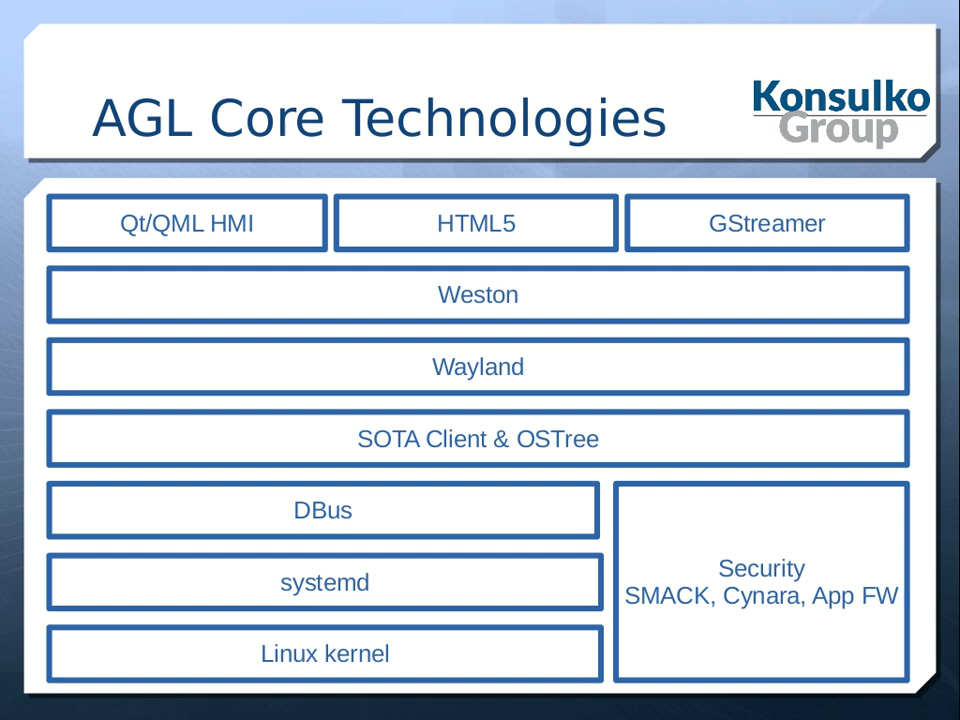 AGL Core Technologies
Konsulko
Group
Qt/QML HMI
HTML5
GStreamer
Weston
Wayland
SOTA Client & OSTree
DBus
systemd
Linux kernel
Security
SMACK, Cynara, App FW